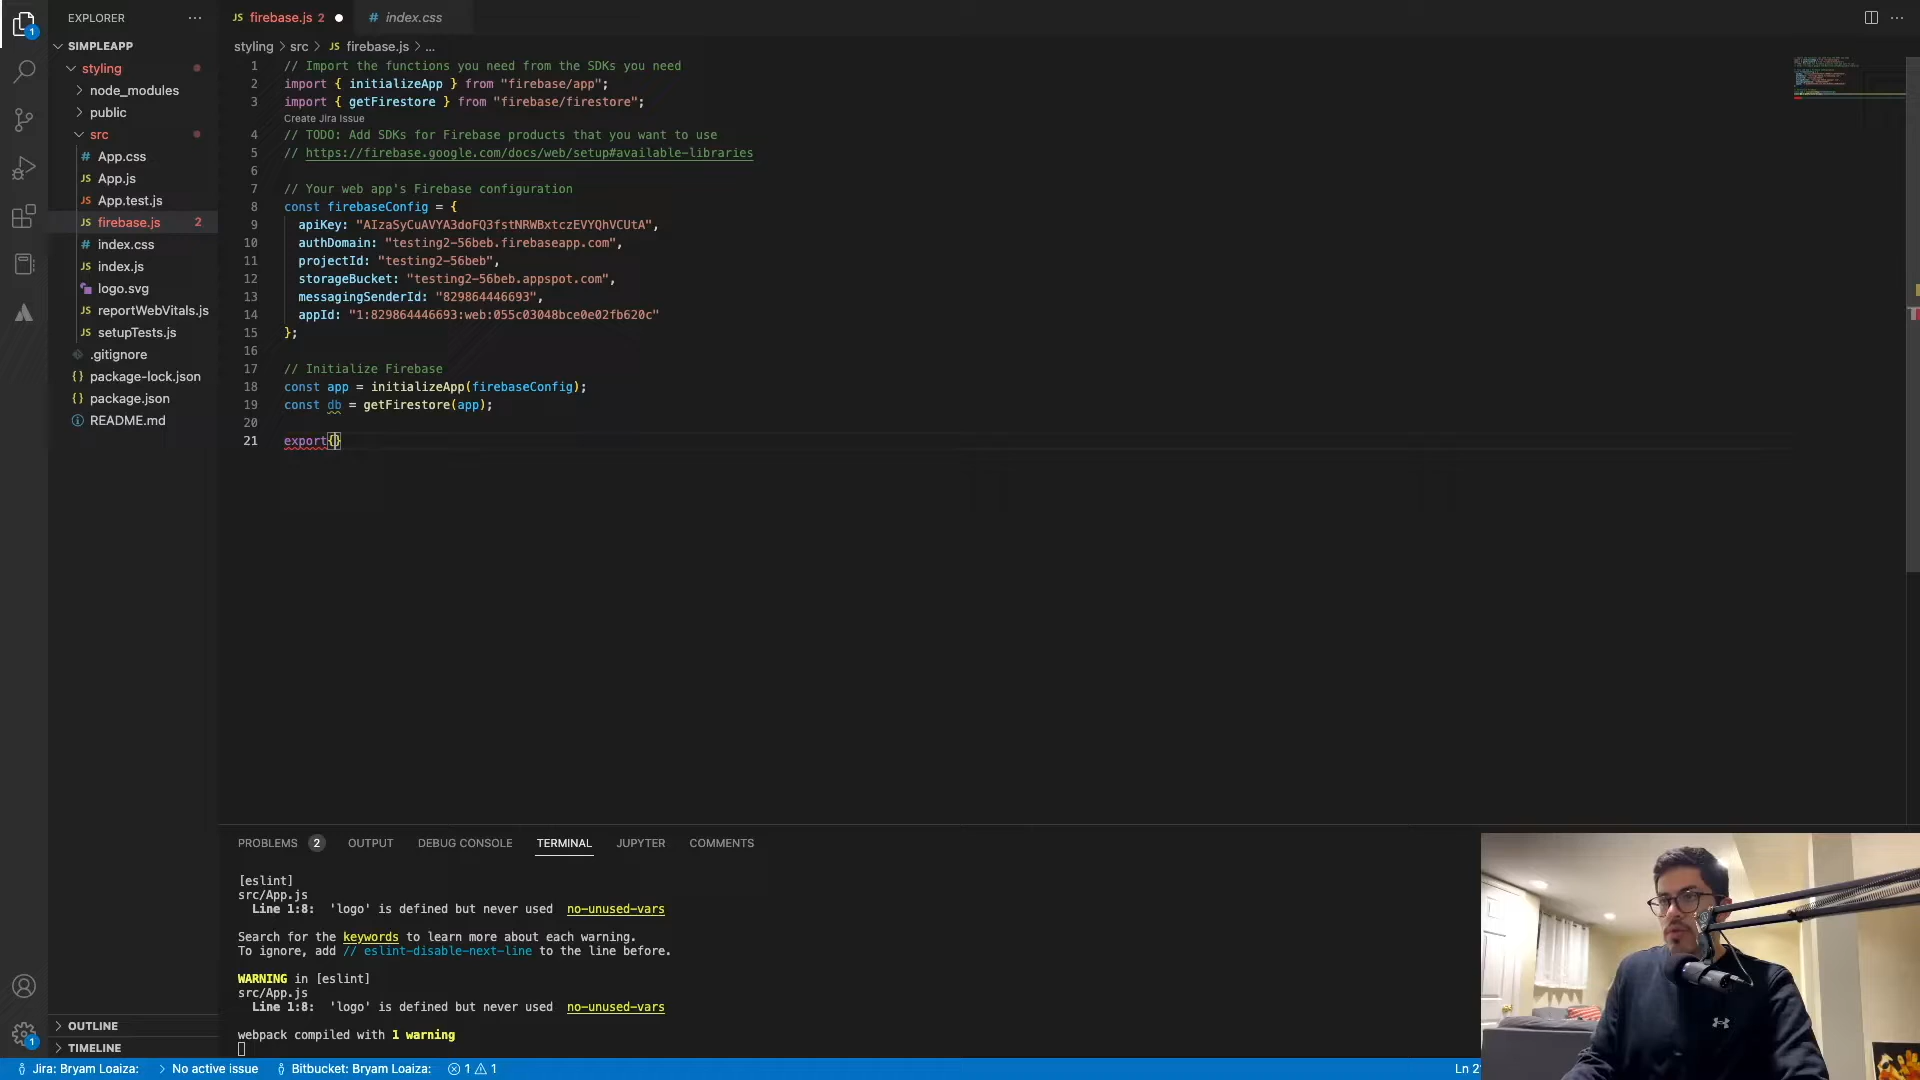 EXPLORER
SIMPLEAPP
styling
node_modules
public
src
App.css
App.js
App.test.js
firebase.js 2
index.css
index.js
logo.svg
reportWebVitals.js
setupTests.js
.gitignore
package-lock.json
package.json
README.md
OUTLINE
TIMELINE
JS firebase.js 2
# index.css
styling > src > JS firebase.js > ...
1 // Import the functions you need from the SDKs you need
2 import { initializeApp } from "firebase/app";
3 import { getFirestore } from "firebase/firestore";
Create Jira Issue
4 // TODO: Add SDKs for Firebase products that you want to use
5 // https://firebase.google.com/docs/web/setup#available-libraries
6
7 // Your web app's Firebase configuration
8 const firebaseConfig = {
9 apiKey: "AIzaSyCuAVYA3doFQ3fstNRWBxtczEVYQhVCUtA",
10 authDomain: "testing2-56beb.firebaseapp.com",
11 projectId: "testing2-56beb",
12 storageBucket: "testing2-56beb.appspot.com",
13 messagingSenderId: "829864446693",
14 appId: "1:829864446693:web:055c03048bce0e02fb620c"
15 };
16
17 // Initialize Firebase
18 const app = initializeApp(firebaseConfig);
19 const db = getFirestore(app);
20
21 export{}
PROBLEMS 2 OUTPUT DEBUG CONSOLE TERMINAL JUPYTER COMMENTS
[eslint]
src/App.js
Line 1:8: 'logo' is defined but never used no-unused-vars
Search for the keywords to learn more about each warning.
To ignore, add // eslint-disable-next-line to the line before.
WARNING in [eslint]
src/App.js
Line 1:8: 'logo' is defined but never used no-unused-vars
webpack compiled with 1 warning
Jira: Bryam Loaiza: > No active issue Bitbucket: Bryam Loaiza: 1 1 Ln